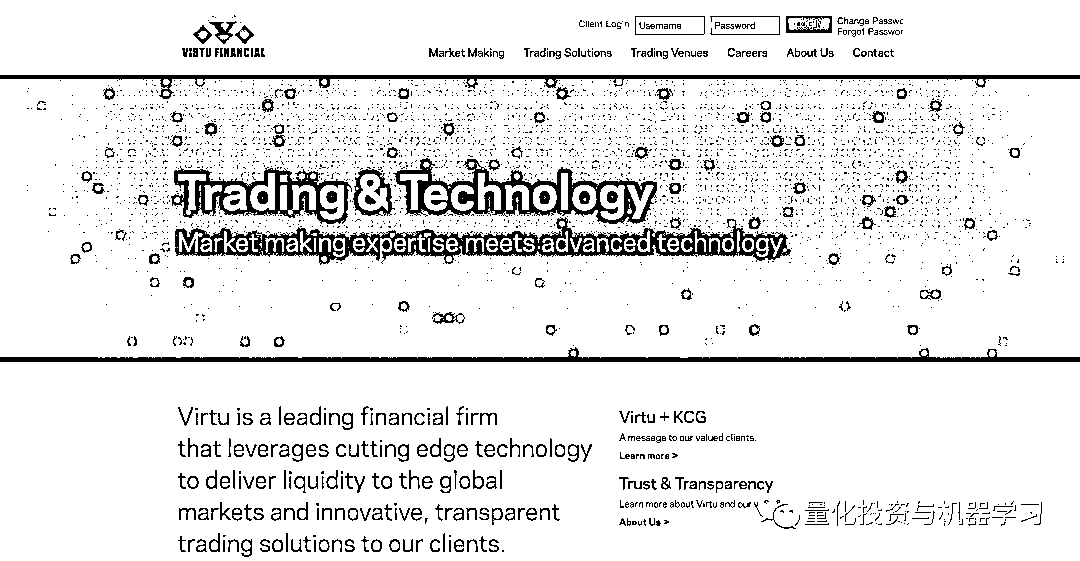 VIRTU FINANCIAL
Client Login Username Password LOGIN Change Passwo
Forgot Passwor
Market Making Trading Solutions Trading Venues Careers About Us Contact
Trading & Technology
Market making expertise meets advanced technology.
Virtu is a leading financial firm
that leverages cutting edge technology
to deliver liquidity to the global
markets and innovative, transparent
trading solutions to our clients.
Virtu + KCG
A message to our valued clients.
Learn more >
Trust & Transparency
Learn more about Virtu and our
About Us >
量化投资与机器学习